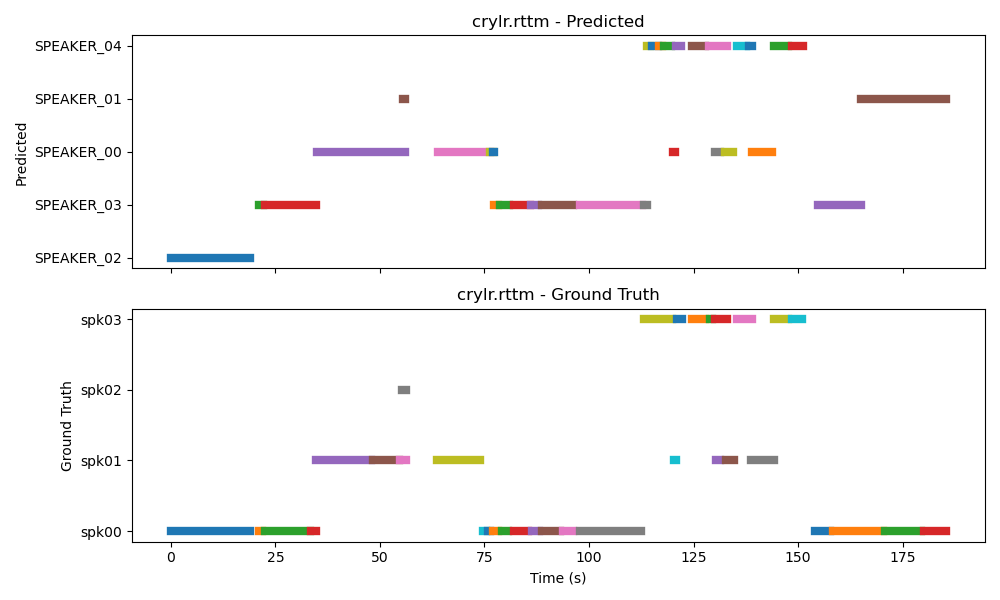 crylr.rttm - Predicted
SPEAKER_04
SPEAKER_01
SPEAKER_00
SPEAKER_03
SPEAKER_02
Predicted
crylr.rttm - Ground Truth
spk03
spk02
spk01
spk00
Ground Truth
0 25 50 75 100 125 150 175
Time (s)